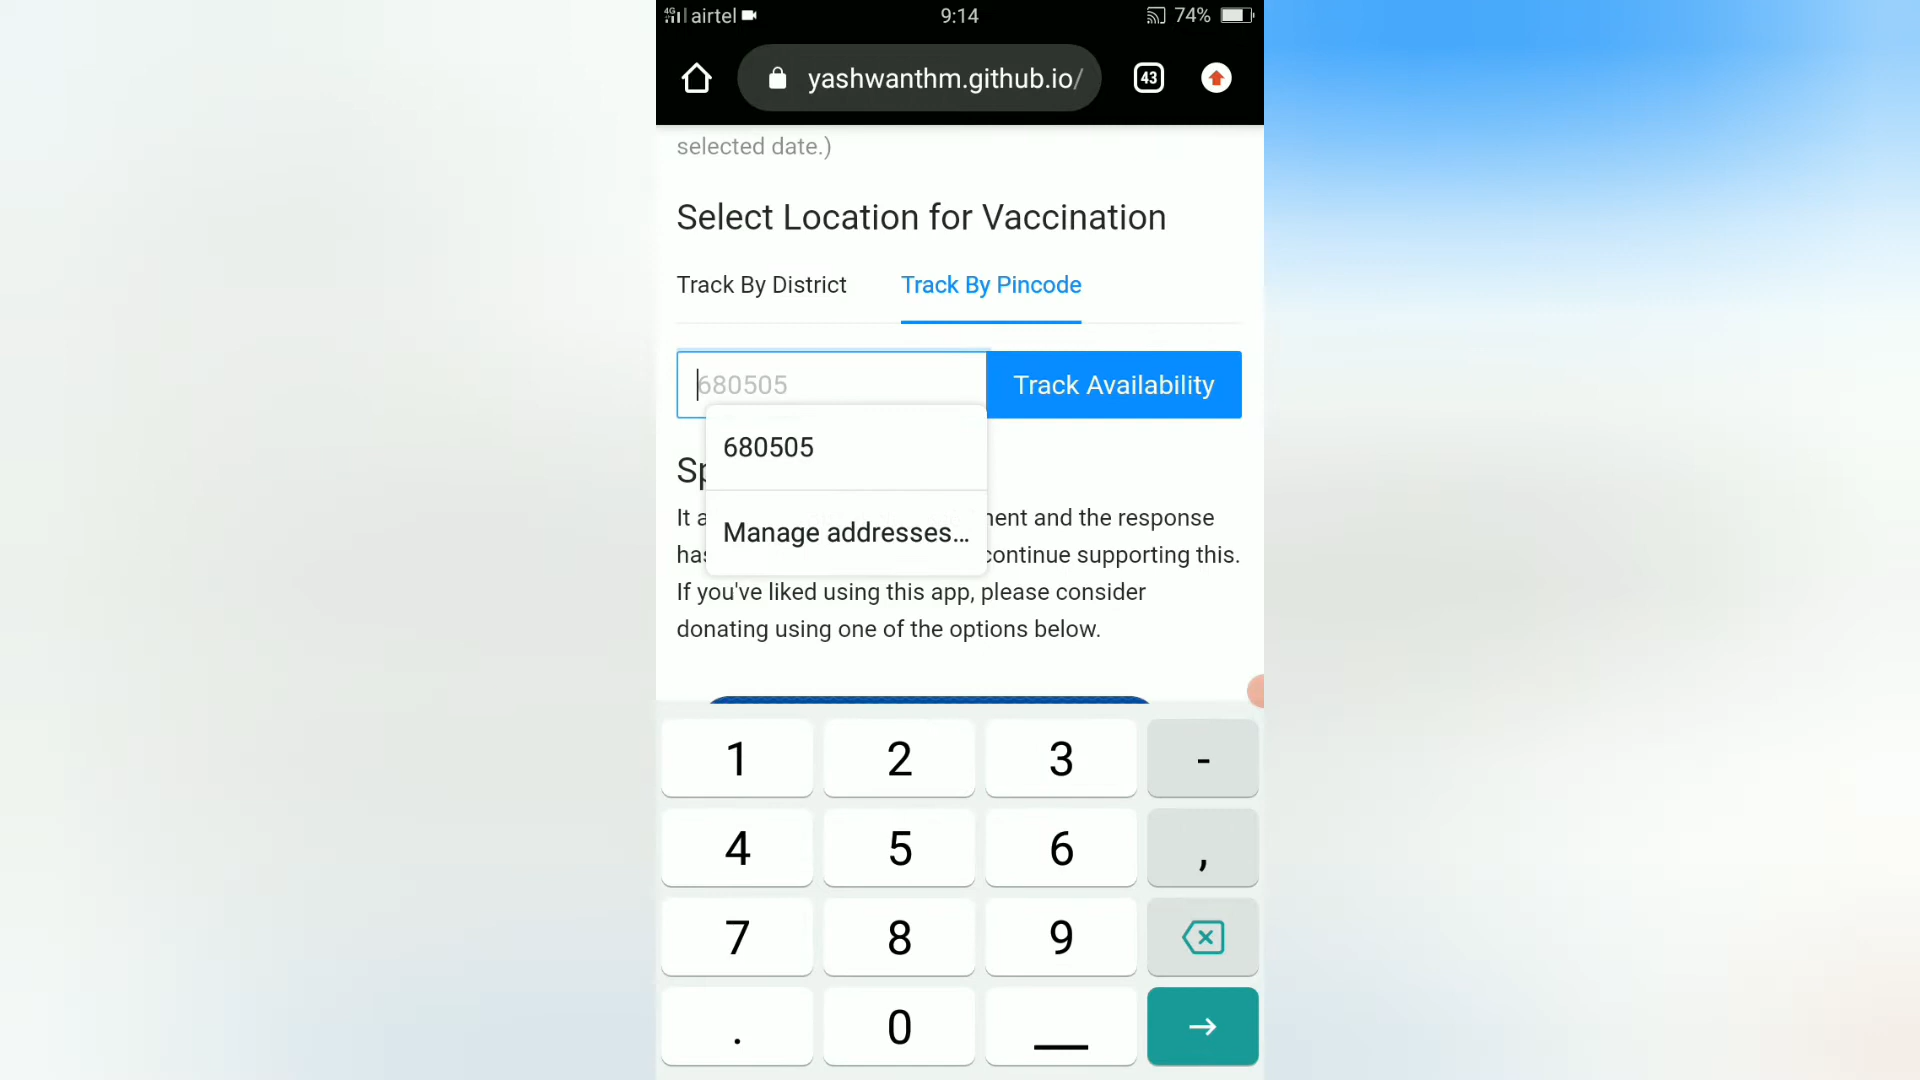 4G airtel 9:14 74%
yashwanthm.github.io/ 43
selected date.)
Select Location for Vaccination
Track By District Track By Pincode
680505 Track Availability
680505
Sp
It a ent and the response
Manage addresses...
has continue supporting this.
If you've liked using this app, please consider
donating using one of the options below.
1 2 3 -
4 5 6 ,
7 8 9
. 0